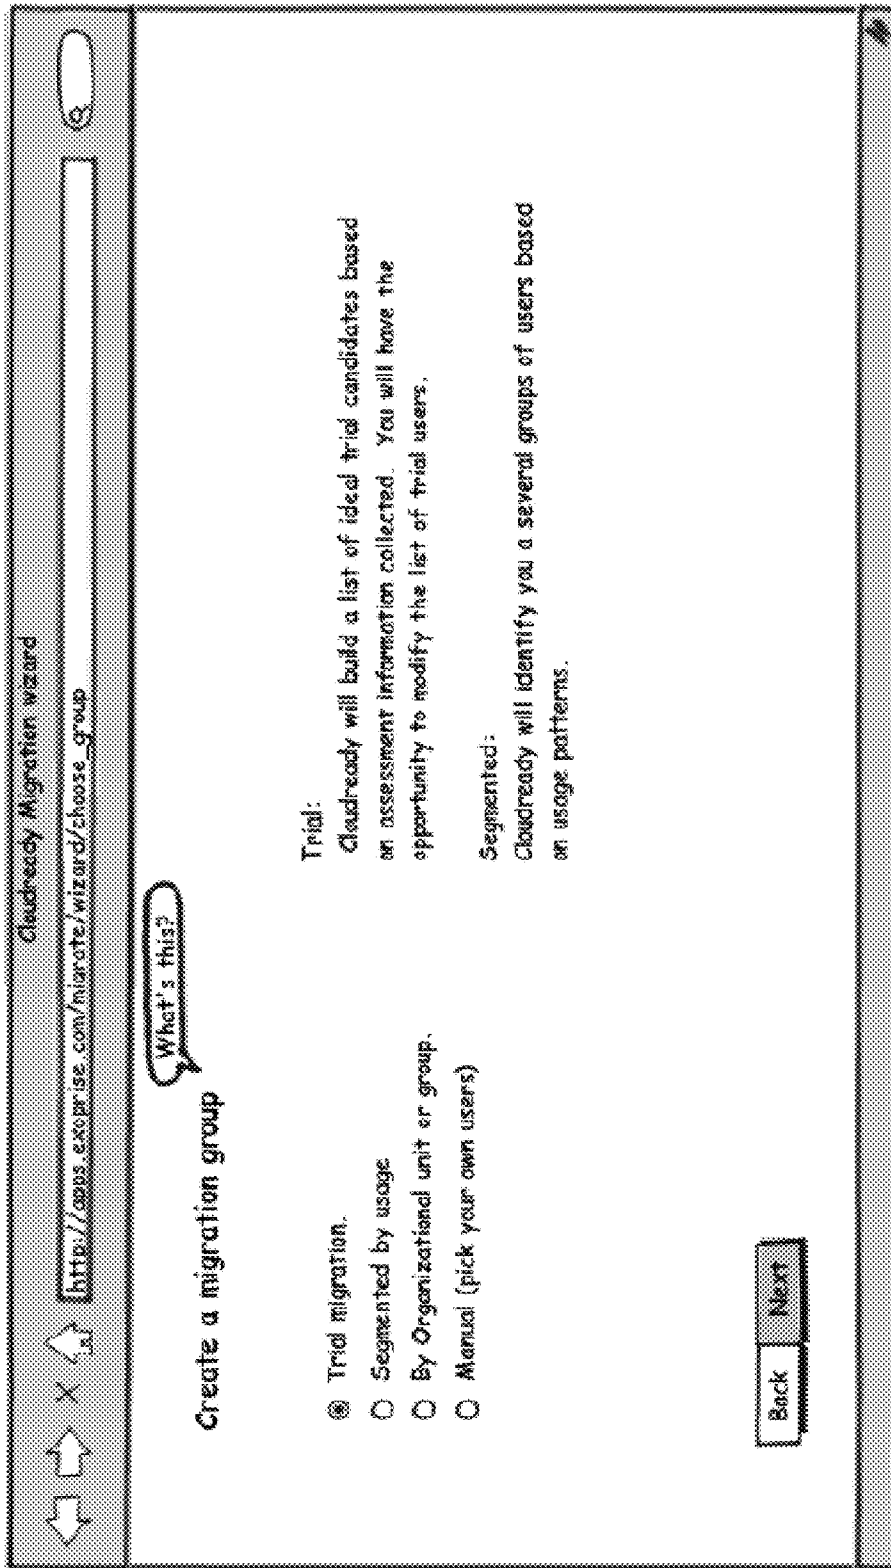 Cloudready Migration wizard
http://apps.exoprise.com/migrate/wizard/choose_group
What's this?
Create a migration group
Trial migration.
Segmented by usage
By Organizational unit or group.
Manual (pick your own users)
Trial:
Cloudready will build a list of ideal trial candidates based
on assessment information collected. You will have the
opportunity to modify the list of trial users.
Segmented:
Cloudready will identify you a several groups of users based
on usage patterns.
Back
Next